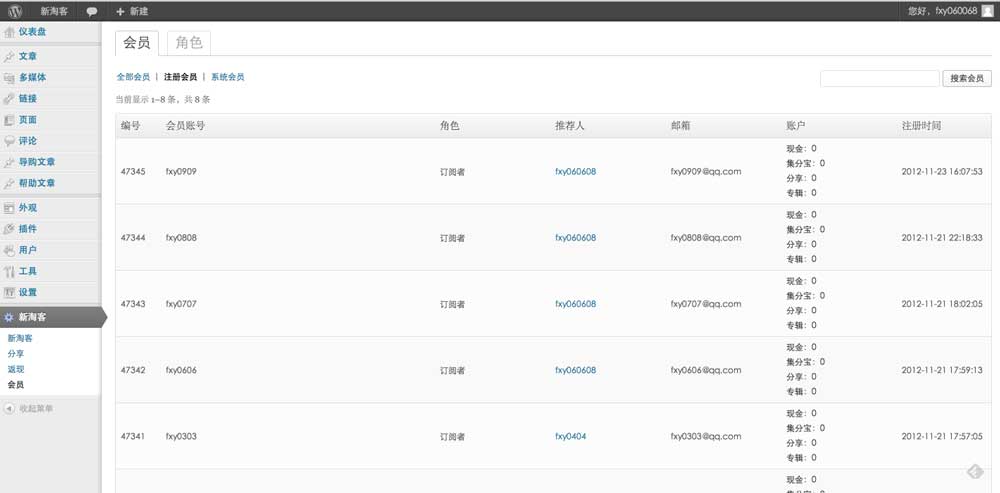 新淘客 新建 您好，fxy060068
仪表盘
文章
多媒体
链接
页面
评论
导购文章
帮助文章
外观
插件
用户
工具
设置
新淘客
新淘客
分享
返现
会员
收起菜单
会员 角色
全部会员 | 注册会员 | 系统会员
搜索会员
当前显示 1–8 条，共 8 条
编号 会员账号 角色 推荐人 邮箱 账户 注册时间
现金：0
集分宝：0
47345 fxy0909 订阅者 fxy060608 fxy0909@qq.com 2012-11-23 16:07:53
分享：0
专辑：0
现金：0
集分宝：0
47344 fxy0808 订阅者 fxy060608 fxy0808@qq.com 2012-11-21 22:18:33
分享：0
专辑：0
现金：0
集分宝：0
47343 fxy0707 订阅者 fxy060608 fxy0707@qq.com 2012-11-21 18:02:05
分享：0
专辑：0
现金：0
集分宝：0
47342 fxy0606 订阅者 fxy060608 fxy0606@qq.com 2012-11-21 17:59:13
分享：0
专辑：0
现金：0
集分宝：0
47341 fxy0303 订阅者 fxy0404 fxy0303@qq.com 2012-11-21 17:57:05
分享：0
专辑：0
现金：0
集分宝：0